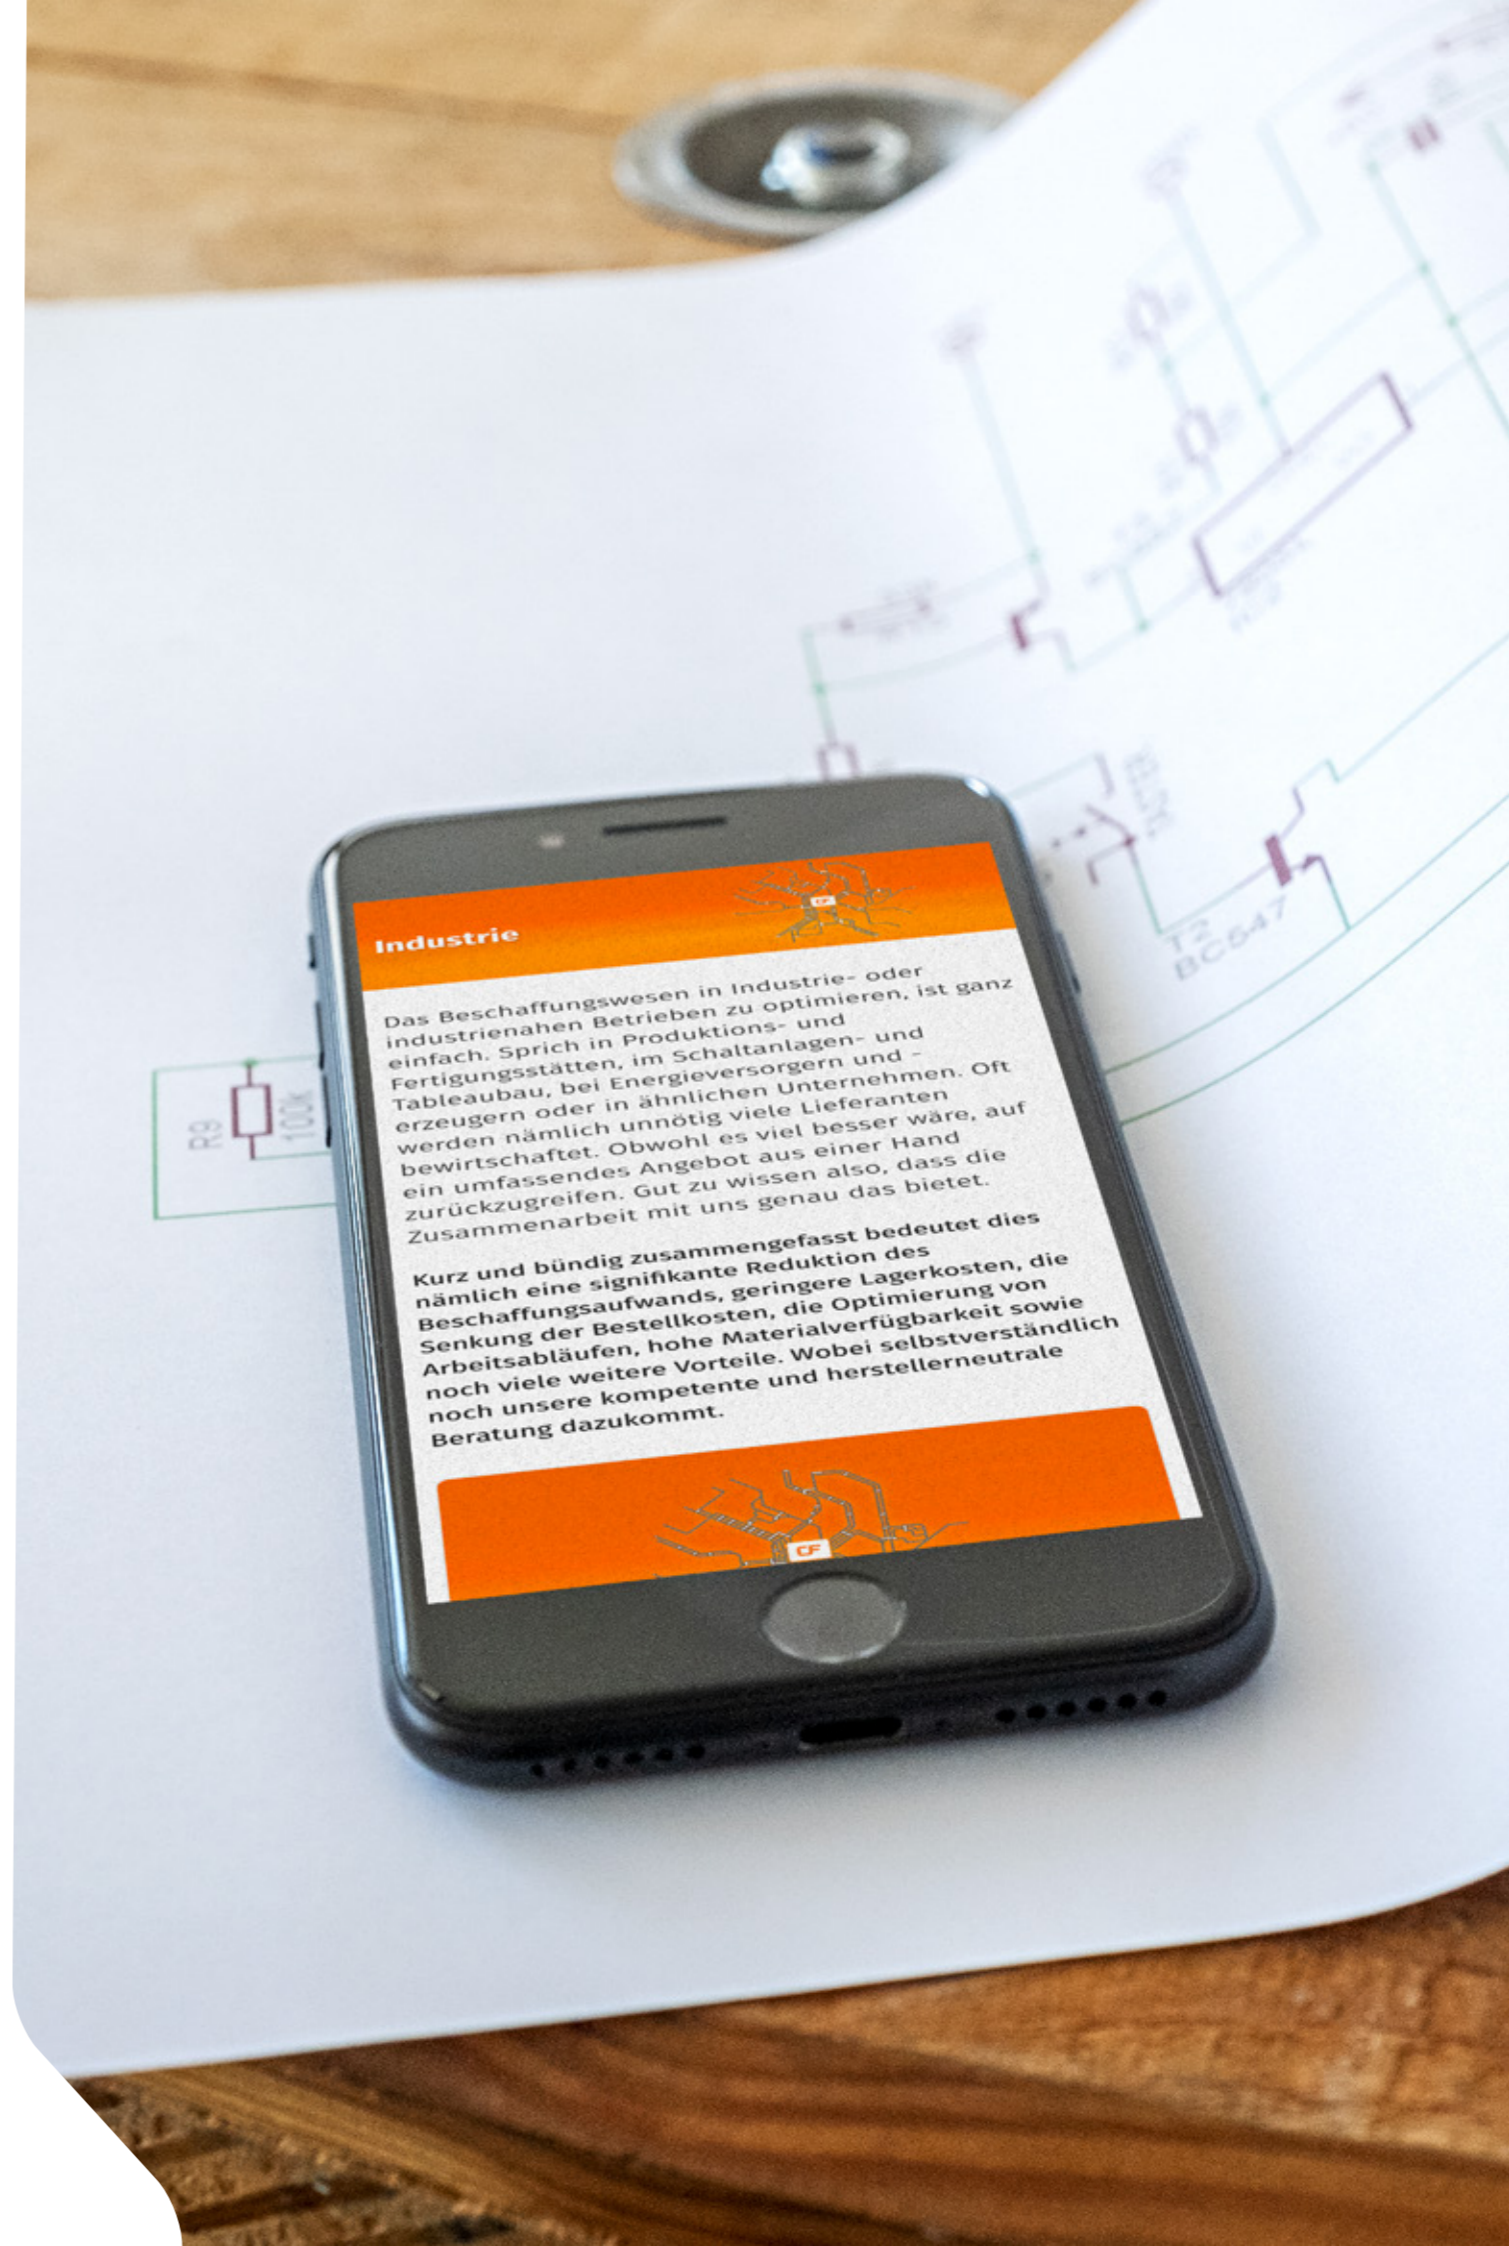 Industrie
CF
Das Beschaffungswesen in Industrie- oder
industrienahen Betrieben zu optimieren, ist ganz
einfach. Sprich in Produktions- und
Fertigungsstätten, im Schaltanlagen- und
Tableaubau, bei Energieversorgern und -
erzeugern oder in ähnlichen Unternehmen. Oft
werden nämlich unnötig viele Lieferanten
bewirtschaftet. Obwohl es viel besser wäre, auf
ein umfassendes Angebot aus einer Hand
zurückzugreifen. Gut zu wissen also, dass die
Zusammenarbeit mit uns genau das bietet.
Kurz und bündig zusammengefasst bedeutet dies
nämlich eine signifikante Reduktion des
Beschaffungsaufwands, geringere Lagerkosten, die
Senkung der Bestellkosten, die Optimierung von
Arbeitsabläufen, hohe Materialverfügbarkeit sowie
noch viele weitere Vorteile. Wobei selbstverständlich
noch unsere kompetente und herstellerneutrale
Beratung dazukommt.
CF
R9
100k
T2
BC547